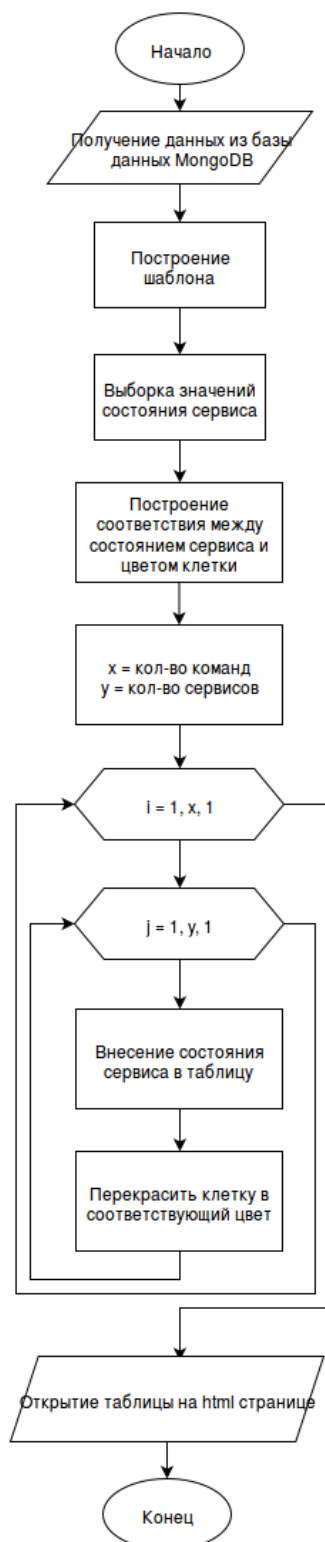 Начало
Получение данных из базы
данных MongoDB
Построение
шаблона
Выборка значений
состояния сервиса
Построение
соответствия между
состоянием сервиса и
цветом клетки
x = кол-во команд
y = кол-во сервисов
i = 1, x, 1
j = 1, y, 1
Внесение состояния
сервиса в таблицу
Перекрасить клетку в
соответствующий цвет
Открытие таблицы на html странице
Конец